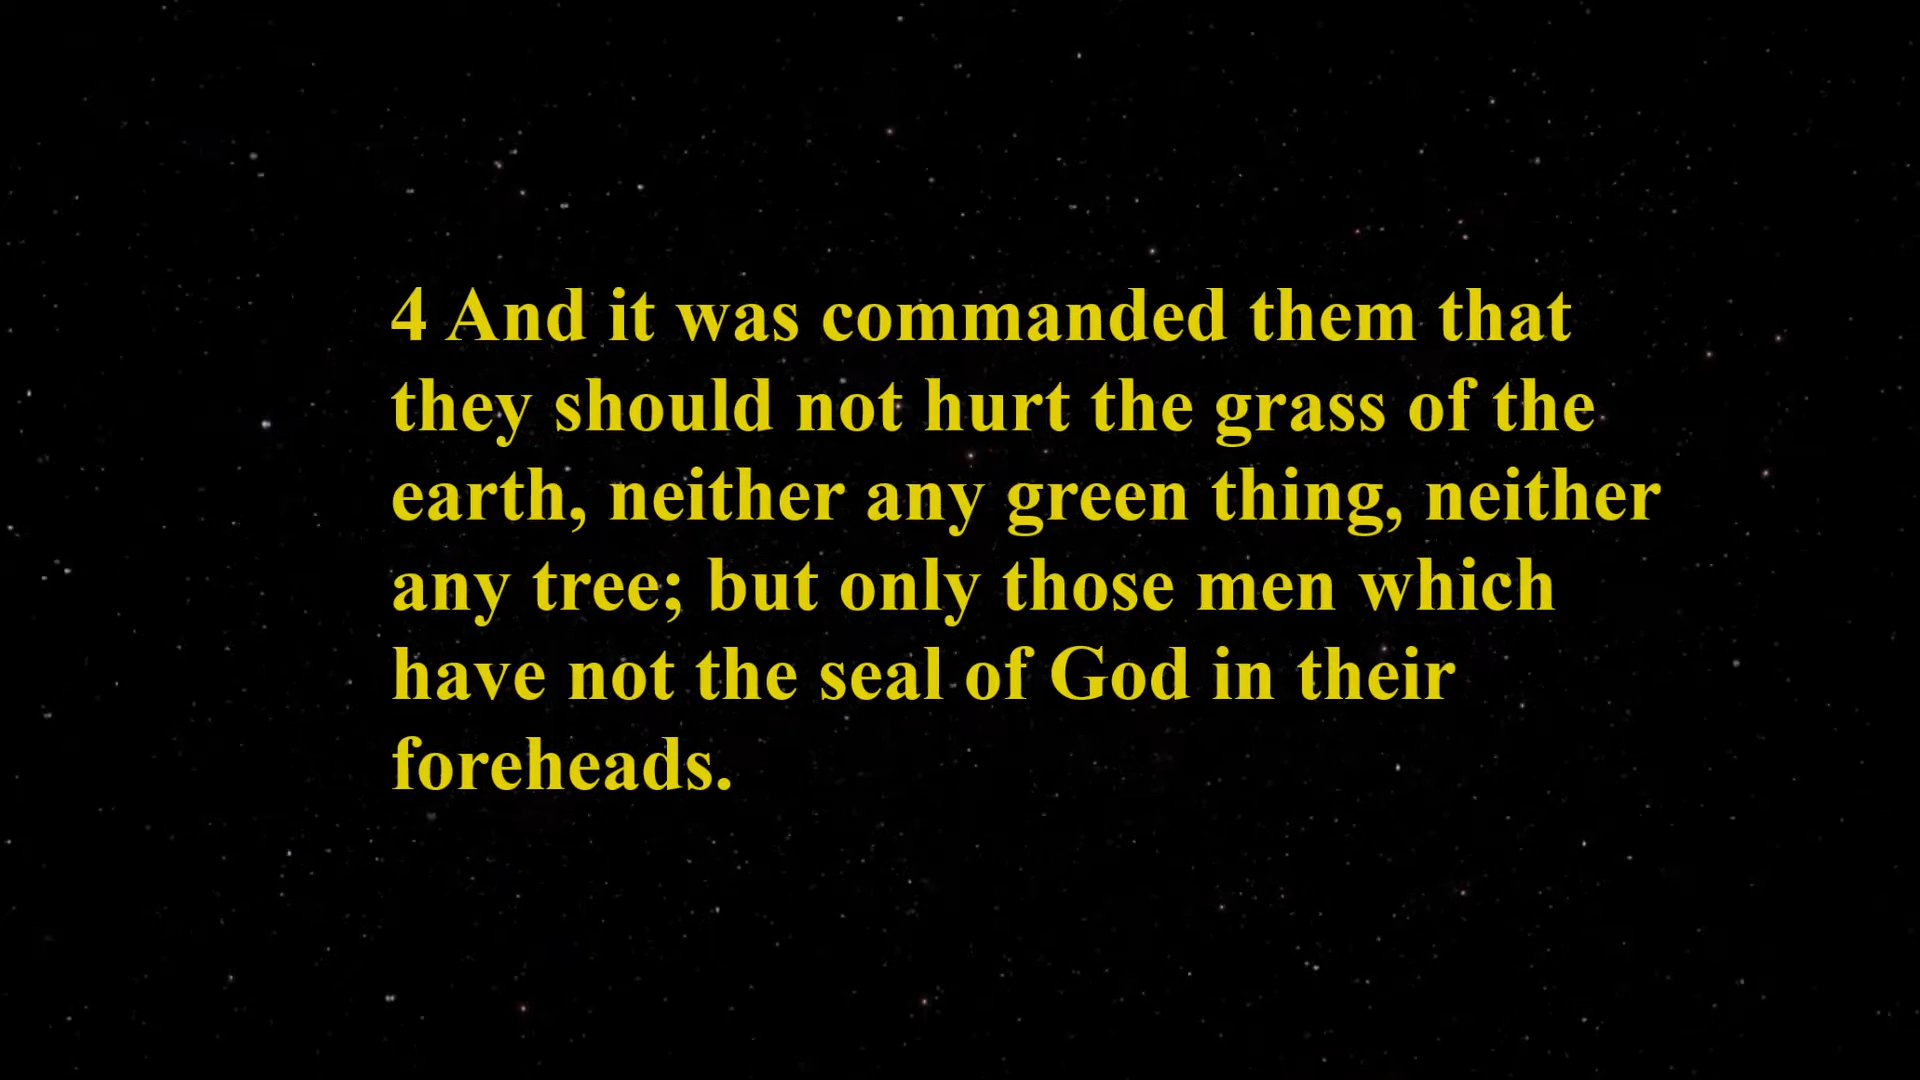 4 And it was commanded them that
they should not hurt the grass of the
earth, neither any green thing, neither
any tree; but only those men which
have not the seal of God in their
foreheads.